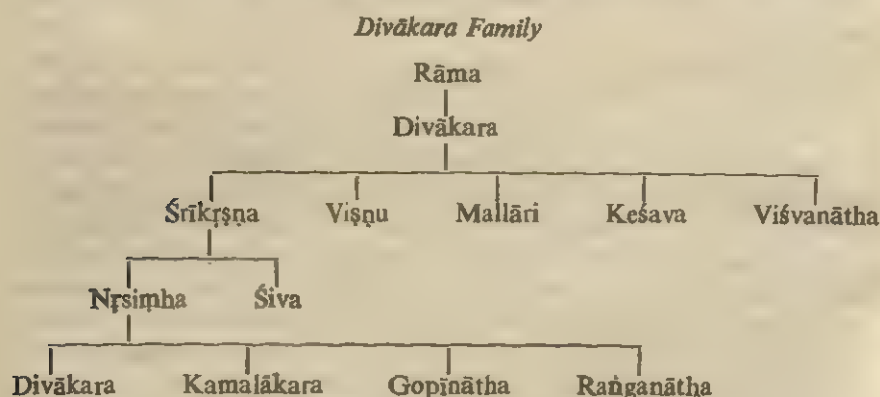 Divākara Family
Rāma
Divākara
Śrīkṛṣṇa Viṣṇu Mallāri Keśava Viśvanātha
Nṛsiṃha Śiva
Divākara Kamalākara Gopīnātha Raṅganātha